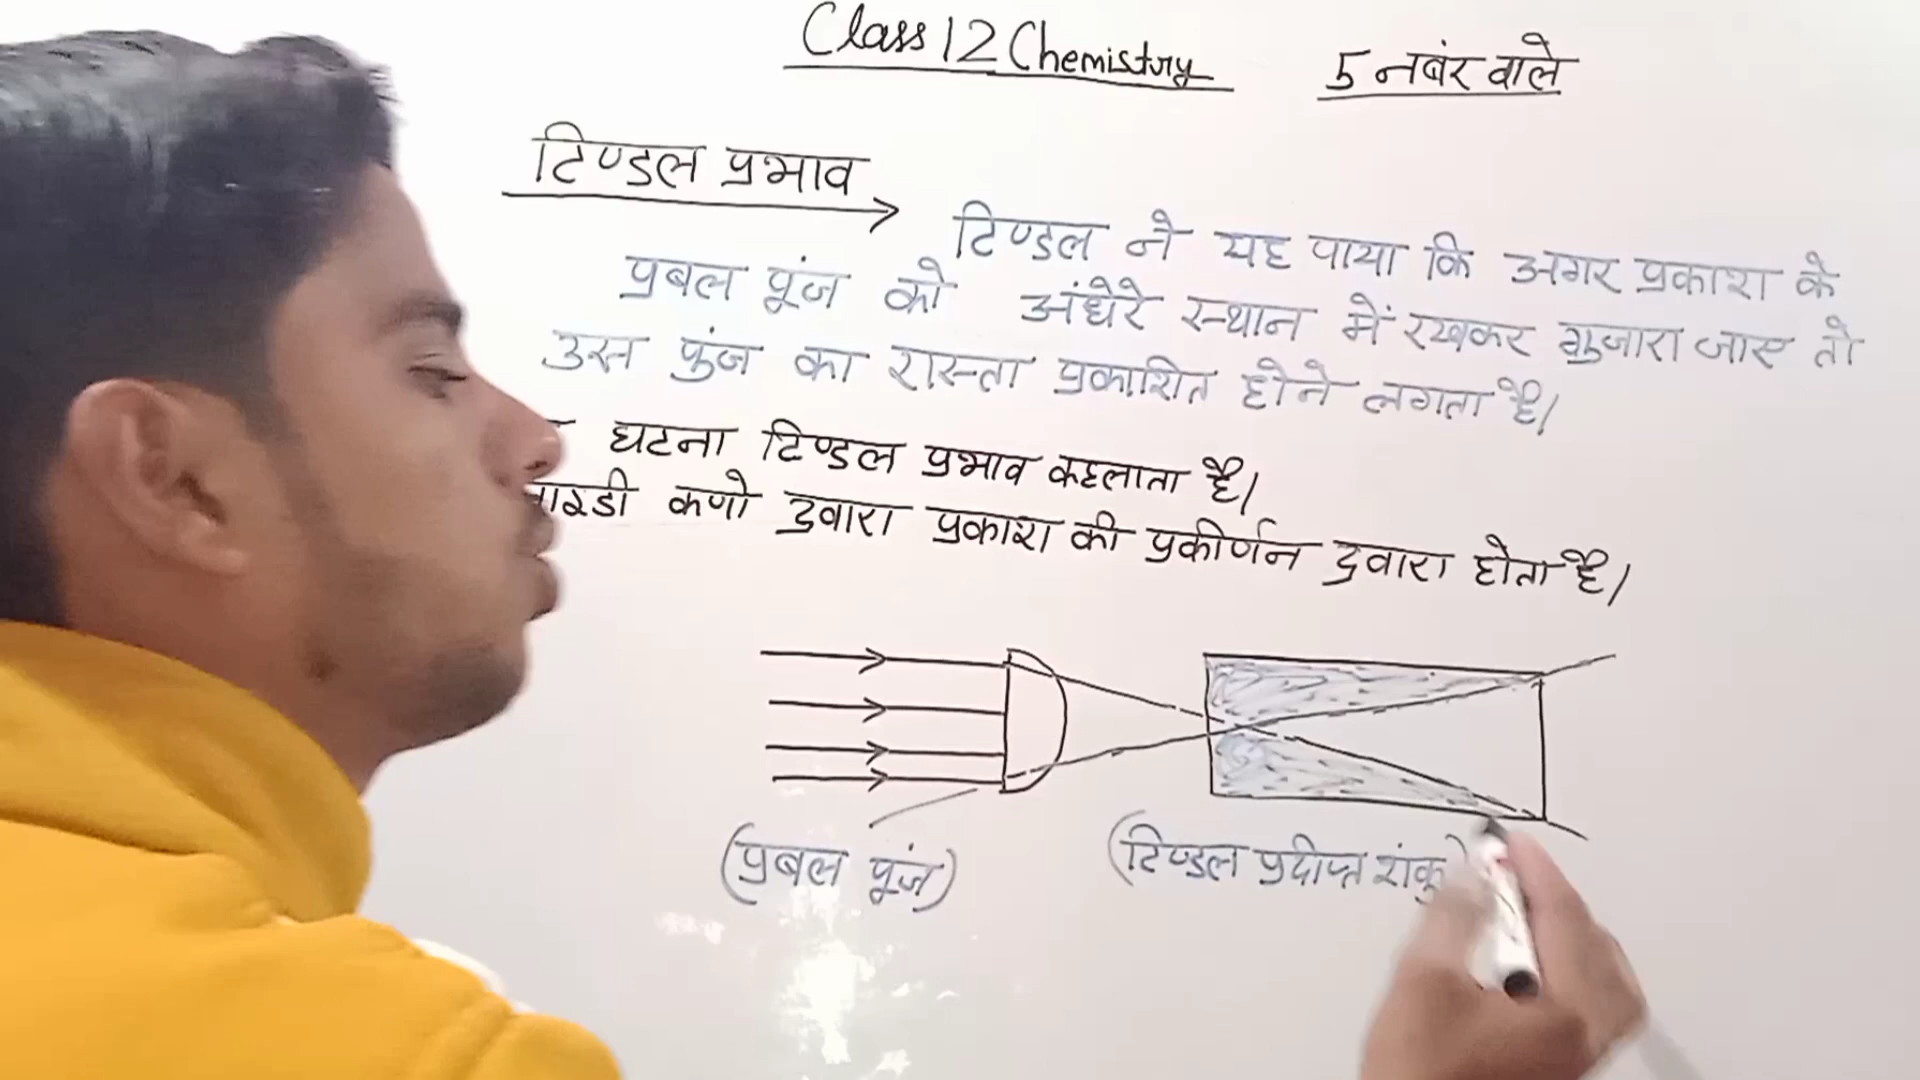 Class 12 Chemistry
5 नबंर वाले
टिण्डल प्रभाव
टिण्डल ने यह पाया कि अगर प्रकाश के
प्रबल पूंज को अंधेरे स्थान में रखकर गुजारा जाए तो
उस पुंज का रास्ता प्रकाशित होने लगता है।
घटना टिण्डल प्रभाव कहलाता है।
कणो दुवारा प्रकाश की प्रकीर्णन दुवारा होता है।
(प्रबल पूंज)
(टिण्डल प्रदीप्त शंकु)